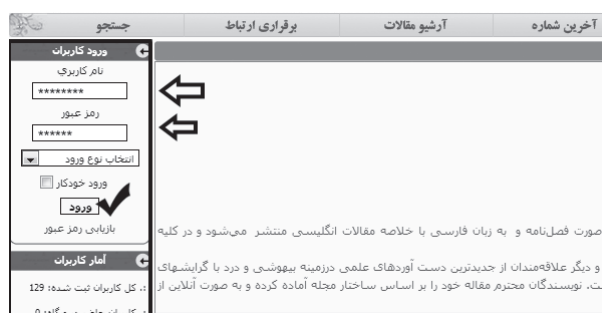 آخرین شماره
آرشیو مقالات
برقراری ارتباط
جستجو
ورود کاربران
نام کاربري
********
رمز عبور
******
انتخاب نوع ورود
ورود خودکار
ورود
بازیابی رمز عبور
آمار کاربران
:. کل کاربران ثبت شده: 129
صورت فصل‌نامه و به زبان فارسی با خلاصه مقالات انگلیسی منتشر می‌شود و در کلیه
و دیگر علاقه‌مندان از جدیدترین دست آوردهای علمی درزمینه بیهوشی و درد با گرایشهای
ت. نویسندگان محترم مقاله خود را بر اساس ساختار مجله آماده کرده و به صورت آنلاین از